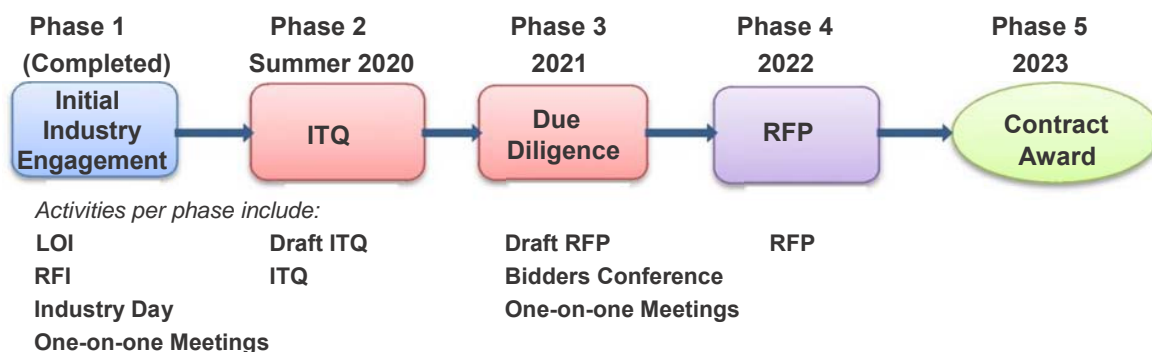 Phase 1
(Completed)
Phase 2
Summer 2020
Phase 3
2021
Phase 4
2022
Phase 5
2023
Initial
Industry
Engagement
ITQ
Due
Diligence
RFP
Contract
Award
Activities per phase include:
LOI
RFI
Industry Day
One-on-one Meetings
Draft ITQ
ITQ
Draft RFP
Bidders Conference
One-on-one Meetings
RFP